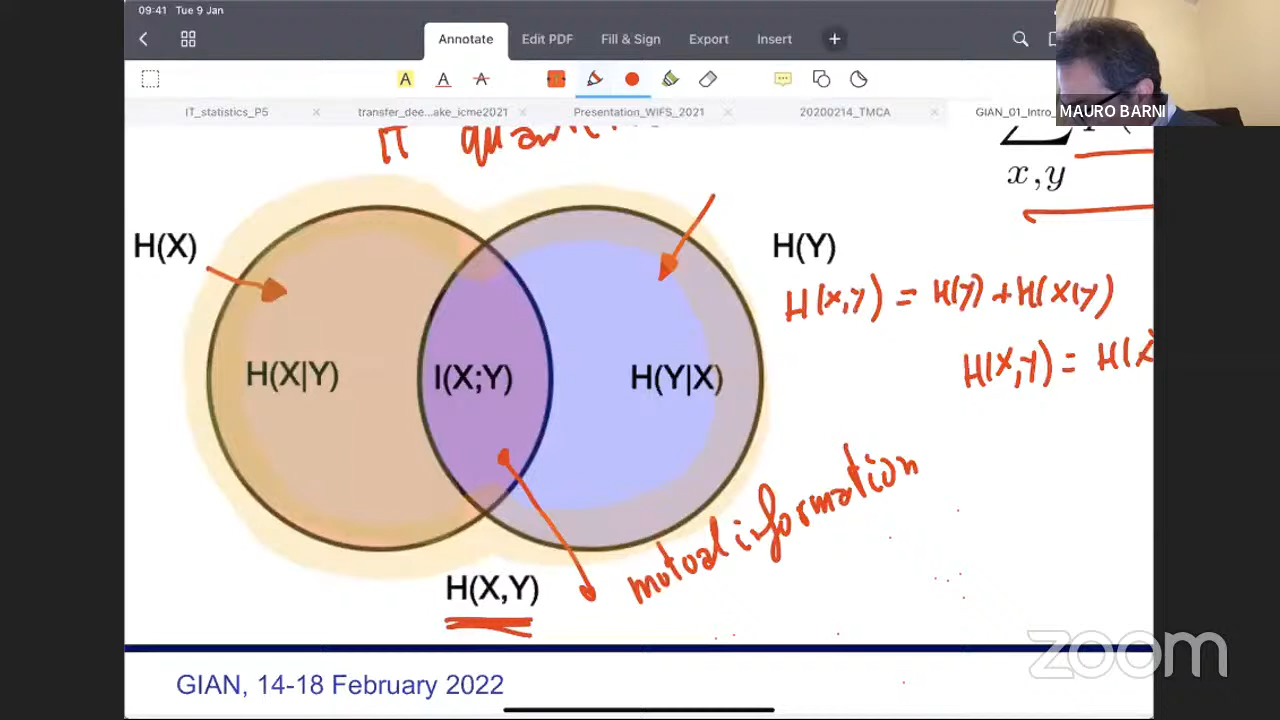 09:41 Tue 9 Jan
Annotate Edit PDF Fill & Sign Export Insert +
A A A
MAURO BARNI
IT_statistics_P5 × transfer_dee...ake_icme2021 × Presentation_WIFS_2021 × 20200214_TMCA × GIAN_01_Intro_
x,y
H(X)
H(Y)
H(X,Y) = H(Y) + H(X|Y)
H(X,Y) = H(X
H(X|Y) I(X;Y) H(Y|X)
mutual information
H(X,Y)
zoom
GIAN, 14-18 February 2022